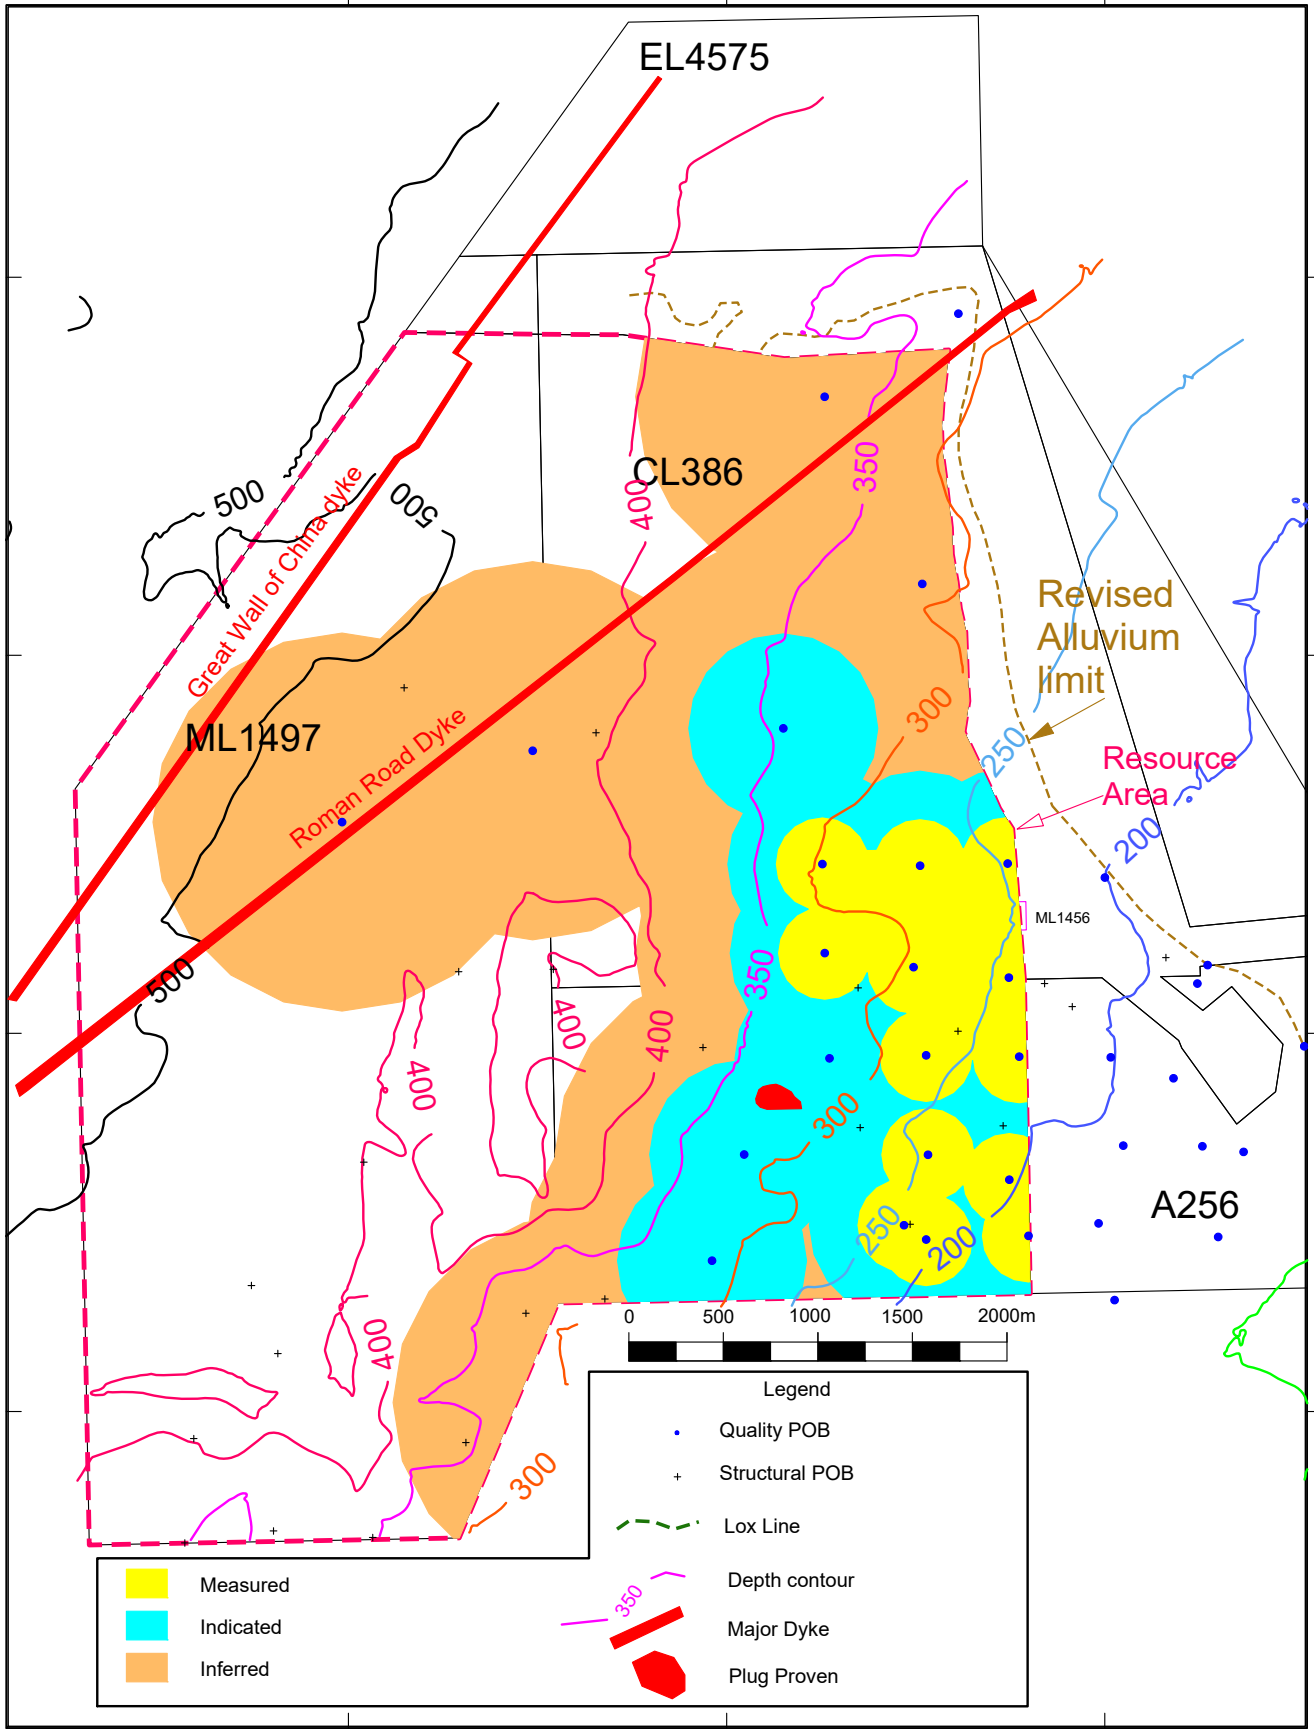 EL4575
CL386
400
350
500
500
Great Wall of China dyke
Revised
Alluvium
limit
ML1497
Roman Road Dyke
300
250
Resource
Area
200
ML1456
500
350
400
400
400
300
A256
250
200
400
300
0 500 1000 1500 2000m
Legend
Quality POB
Structural POB
Lox Line
350
Depth contour
Major Dyke
Plug Proven
Measured
Indicated
Inferred